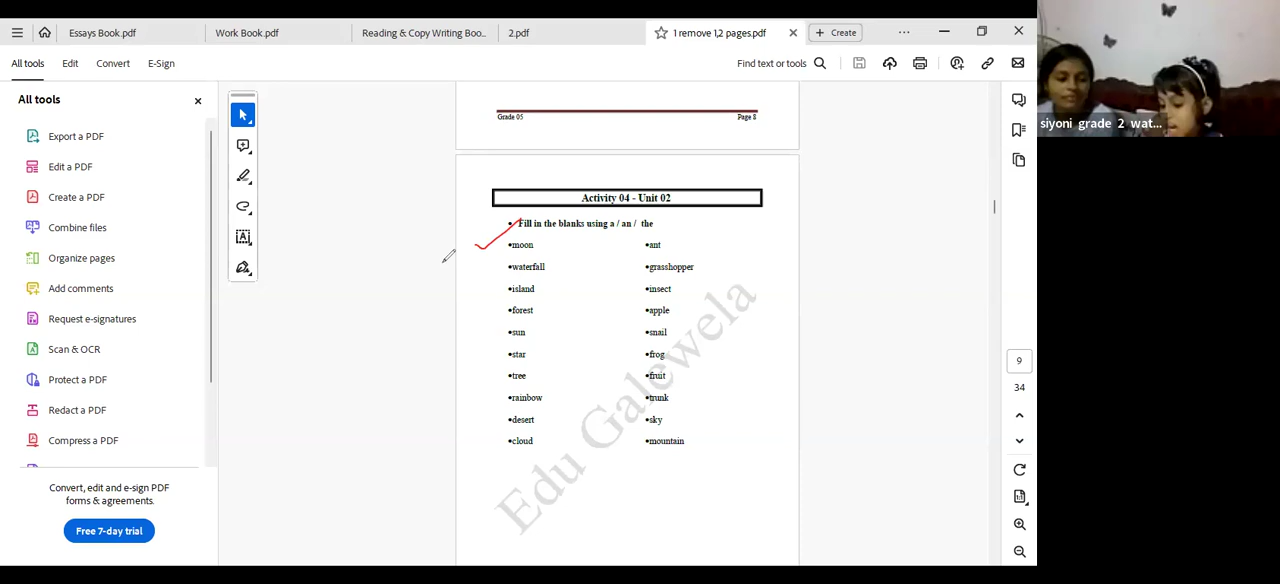 Essays Book.pdf
Work Book.pdf
Reading & Copy Writing Boo...
2.pdf
1 remove 1,2 pages.pdf
Create
All tools
Edit
Convert
E-Sign
Find text or tools
All tools
Export a PDF
Edit a PDF
Create a PDF
Combine files
Organize pages
Add comments
Request e-signatures
Scan & OCR
Protect a PDF
Redact a PDF
Compress a PDF
Convert, edit and e-sign PDF
forms & agreements.
Free 7-day trial
Grade 05 Page 8
Activity 04 - Unit 02
• Fill in the blanks using a / an / the
•moon •ant
•waterfall •grasshopper
•island •insect
•forest •apple
•sun •snail
•star •frog
•tree •fruit
•rainbow •trunk
•desert •sky
•cloud •mountain
Edu Galewela
9
34
siyoni grade 2 wat...